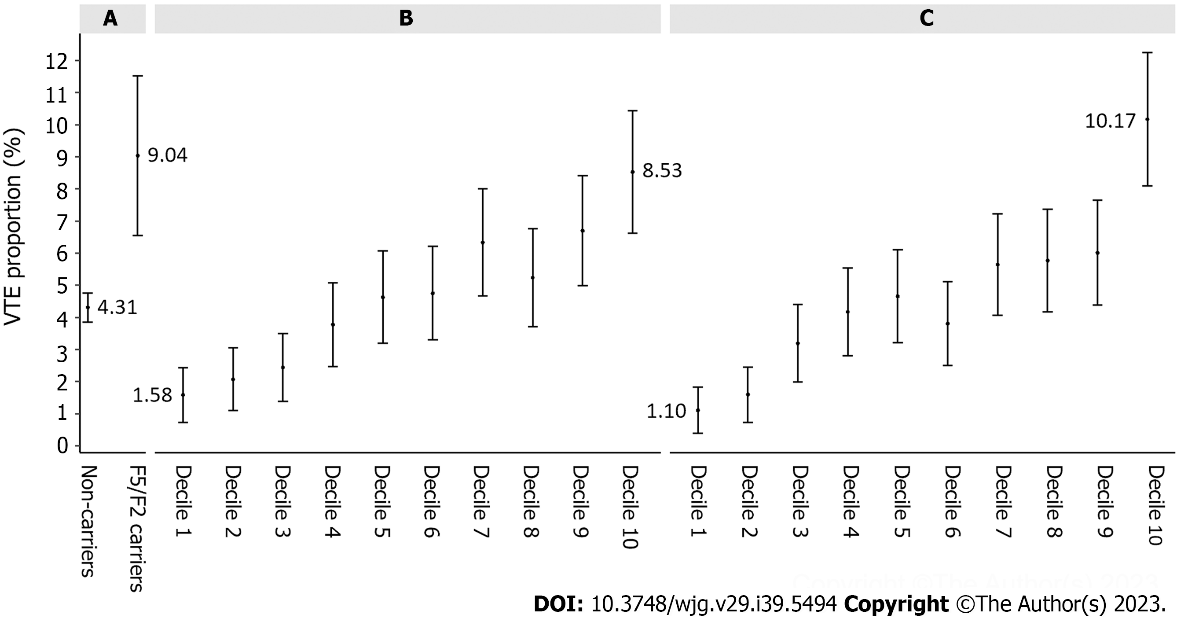 A
B
C
VTE proportion (%)
12
11
10
9
8
7
6
5
4
3
2
1
0
9.04
4.31
1.58
8.53
1.10
10.17
Non-carriers
F5/F2 carriers
Decile 1
Decile 2
Decile 3
Decile 4
Decile 5
Decile 6
Decile 7
Decile 8
Decile 9
Decile 10
Decile 1
Decile 2
Decile 3
Decile 4
Decile 5
Decile 6
Decile 7
Decile 8
Decile 9
Decile 10
Copyright ©The Author(s) 2023.
DOI: 10.3748/wjg.v29.i39.5494 Copyright ©The Author(s) 2023.